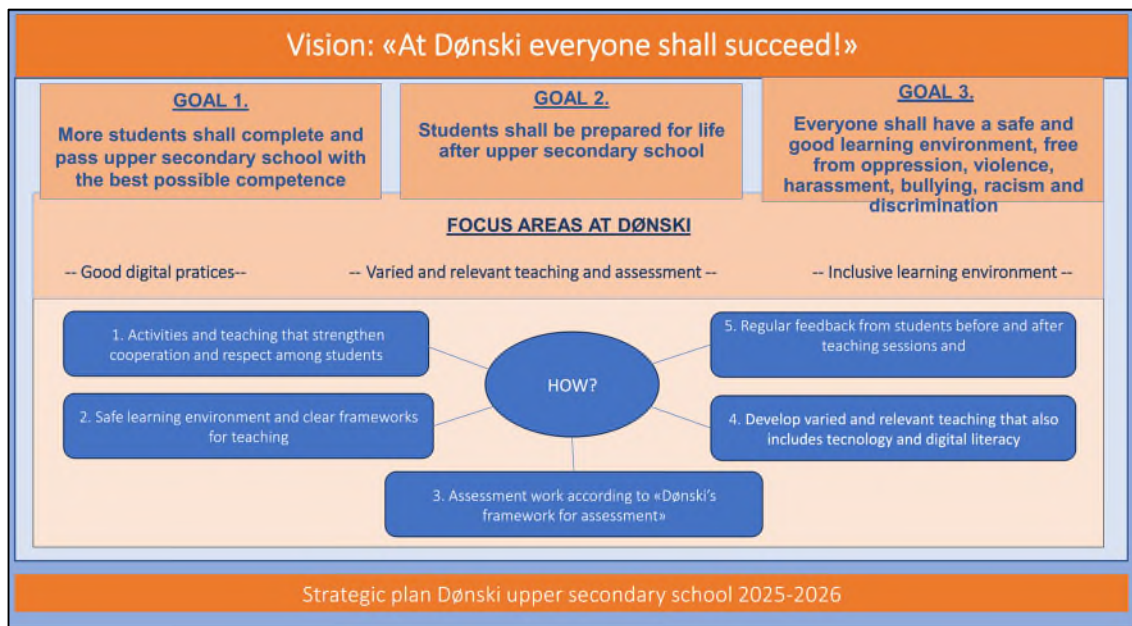 Vision: «At Dønski everyone shall succeed!»
GOAL 1.
More students shall complete and
pass upper secondary school with
the best possible competence
GOAL 2.
Students shall be prepared for life
after upper secondary school
GOAL 3.
Everyone shall have a safe and
good learning environment, free
from oppression, violence,
harassment, bullying, racism and
discrimination
FOCUS AREAS AT DØNSKI
-- Good digital pratices--
-- Varied and relevant teaching and assessment --
-- Inclusive learning environment --
HOW?
1. Activities and teaching that strengthen
cooperation and respect among students
2. Safe learning environment and clear frameworks
for teaching
3. Assessment work according to «Dønski's
framework for assessment»
4. Develop varied and relevant teaching that also
includes tecnology and digital literacy
5. Regular feedback from students before and after
teaching sessions and
Strategic plan Dønski upper secondary school 2025-2026